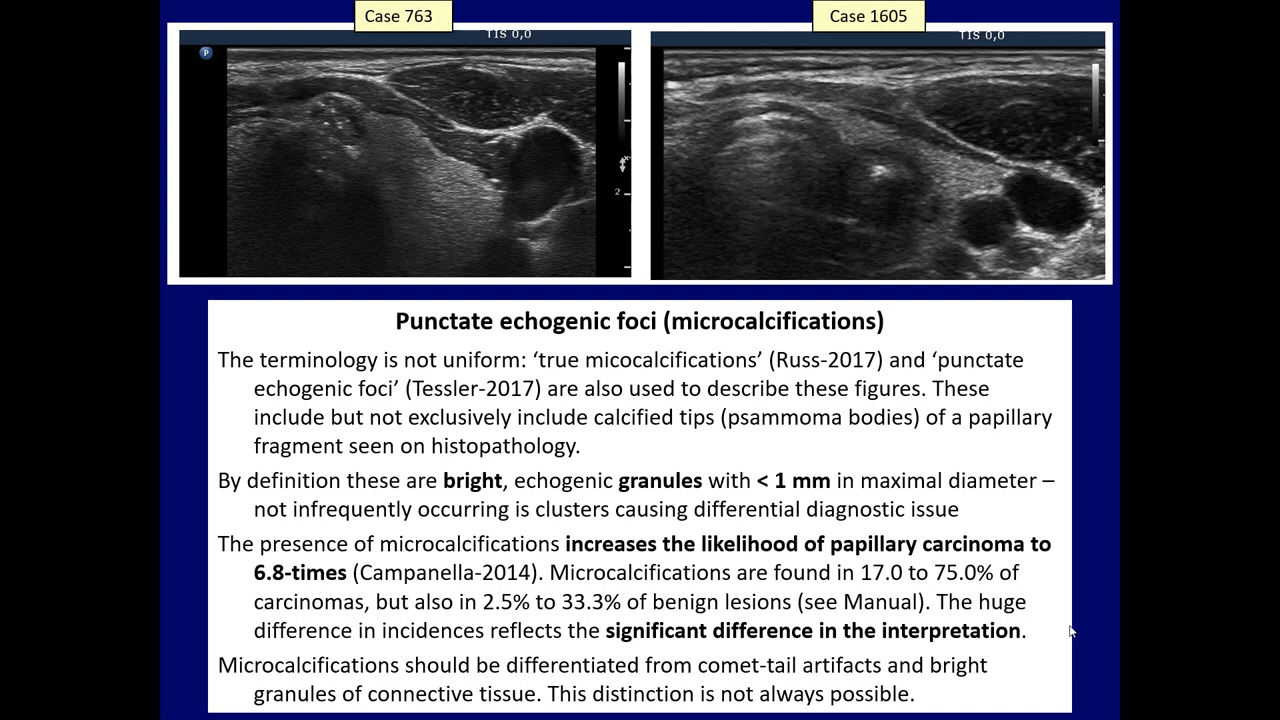 Case 763
Case 1605
TIS 0,0
TIS 0,0
P
2
Punctate echogenic foci (microcalcifications)
The terminology is not uniform: ‘true micocalcifications’ (Russ-2017) and ‘punctate
echogenic foci’ (Tessler-2017) are also used to describe these figures. These
include but not exclusively include calcified tips (psammoma bodies) of a papillary
fragment seen on histopathology.
By definition these are bright, echogenic granules with < 1 mm in maximal diameter –
not infrequently occurring is clusters causing differential diagnostic issue
The presence of microcalcifications increases the likelihood of papillary carcinoma to
6.8-times (Campanella-2014). Microcalcifications are found in 17.0 to 75.0% of
carcinomas, but also in 2.5% to 33.3% of benign lesions (see Manual). The huge
difference in incidences reflects the significant difference in the interpretation.
Microcalcifications should be differentiated from comet-tail artifacts and bright
granules of connective tissue. This distinction is not always possible.